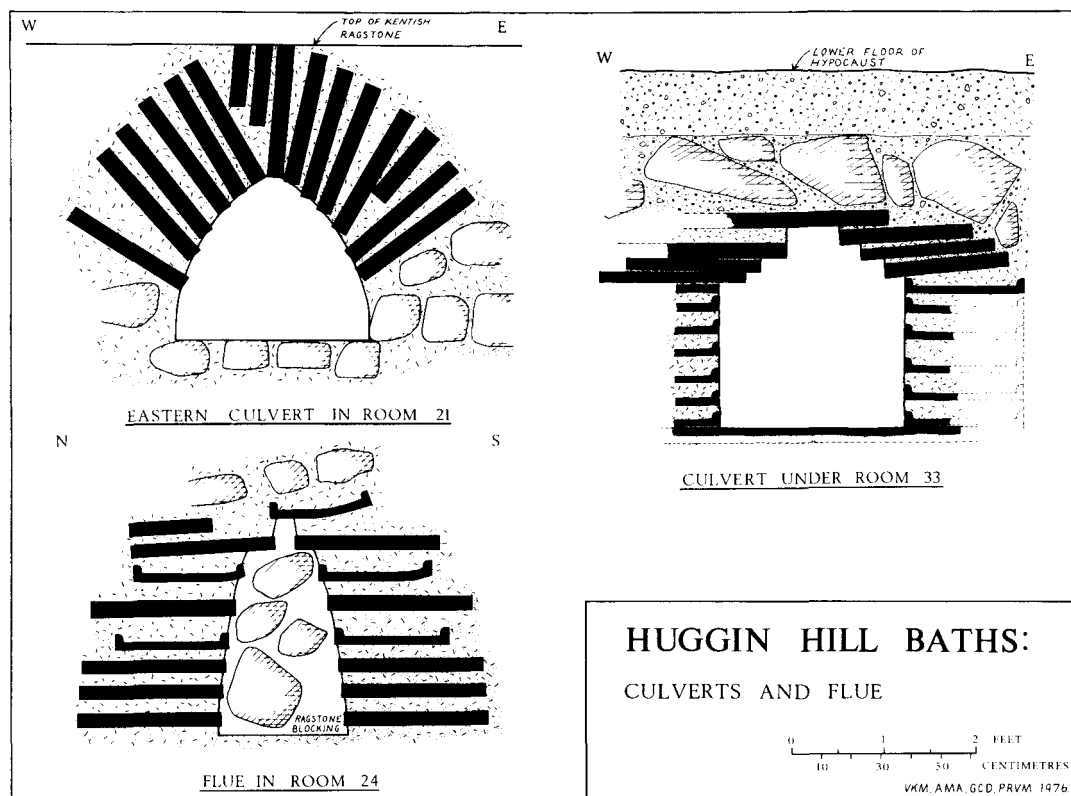 W
TOP OF KENTISH
RAGSTONE
E
EASTERN CULVERT IN ROOM 21
W
LOWER FLOOR OF
HYPOCAUST
E
CULVERT UNDER ROOM 33
N
S
RAGSTONE
BLOCKING
FLUE IN ROOM 24
HUGGIN HILL BATHS:
CULVERTS AND FLUE
0 1 2 FEET
10 30 50 CENTIMETRES
VKM, AMA, GCD, PRVM 1976.